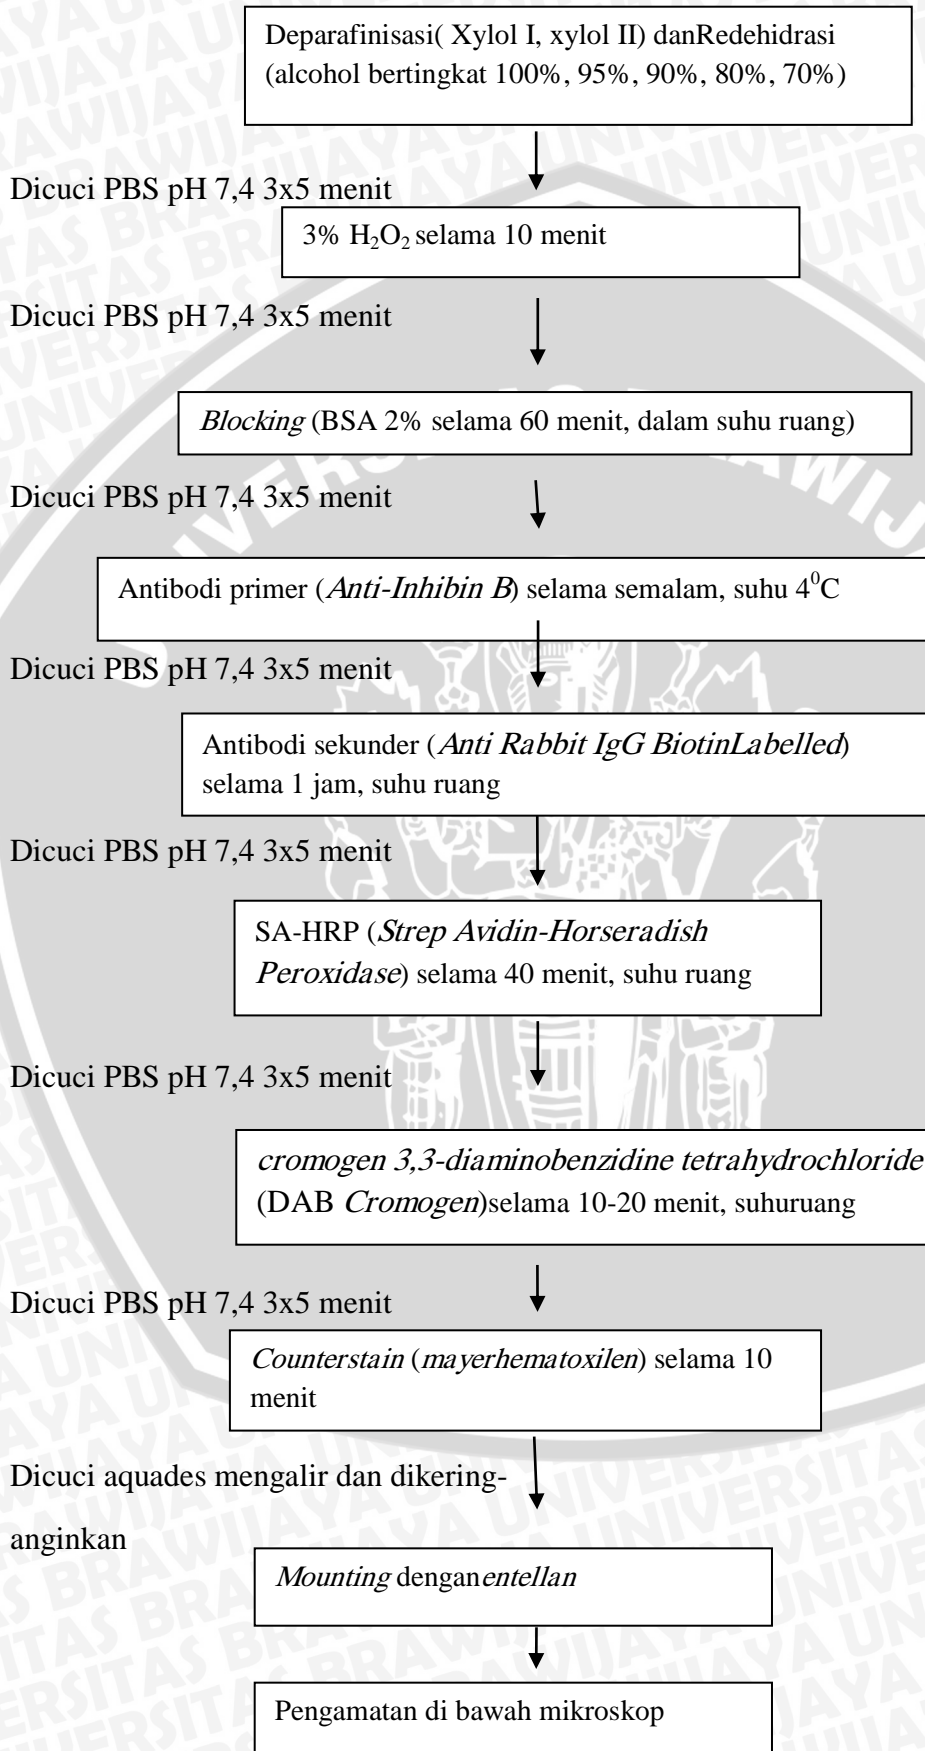 Deparafinisasi( Xylol I, xylol II) danRedehidrasi
(alcohol bertingkat 100%, 95%, 90%, 80%, 70%)
Dicuci PBS pH 7,4 3x5 menit
3% H₂O₂ selama 10 menit
Dicuci PBS pH 7,4 3x5 menit
Blocking (BSA 2% selama 60 menit, dalam suhu ruang)
Dicuci PBS pH 7,4 3x5 menit
Antibodi primer (Anti-Inhibin B) selama semalam, suhu 4⁰C
Dicuci PBS pH 7,4 3x5 menit
Antibodi sekunder (Anti Rabbit IgG BiotinLabelled)
selama 1 jam, suhu ruang
Dicuci PBS pH 7,4 3x5 menit
SA-HRP (Strep Avidin-Horseradish
Peroxidase) selama 40 menit, suhu ruang
Dicuci PBS pH 7,4 3x5 menit
cromogen 3,3-diaminobenzidine tetrahydrochloride
(DAB Cromogen)selama 10-20 menit, suhuruang
Dicuci PBS pH 7,4 3x5 menit
Counterstain (mayerhematoxilen) selama 10
menit
Dicuci aquades mengalir dan dikering-
anginkan
Mounting denganentellan
Pengamatan di bawah mikroskop